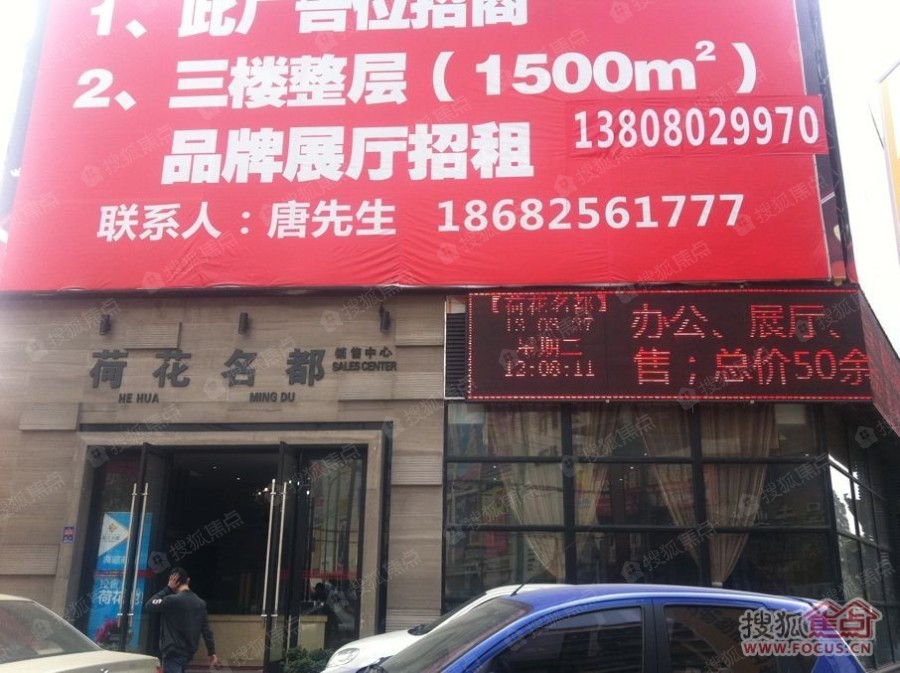 1、此广告位招商
2、三楼整层（1500m²）
品牌展厅招租
13808029970
联系人：唐先生 18682561777
【荷花名都】
13-08-27
星期二
12:08:11
办公、展厅、
售；总价50余
荷花名都
销售中心
SALES CENTER
HE HUA MING DU
搜狐焦点
WWW.FOCUS.CN